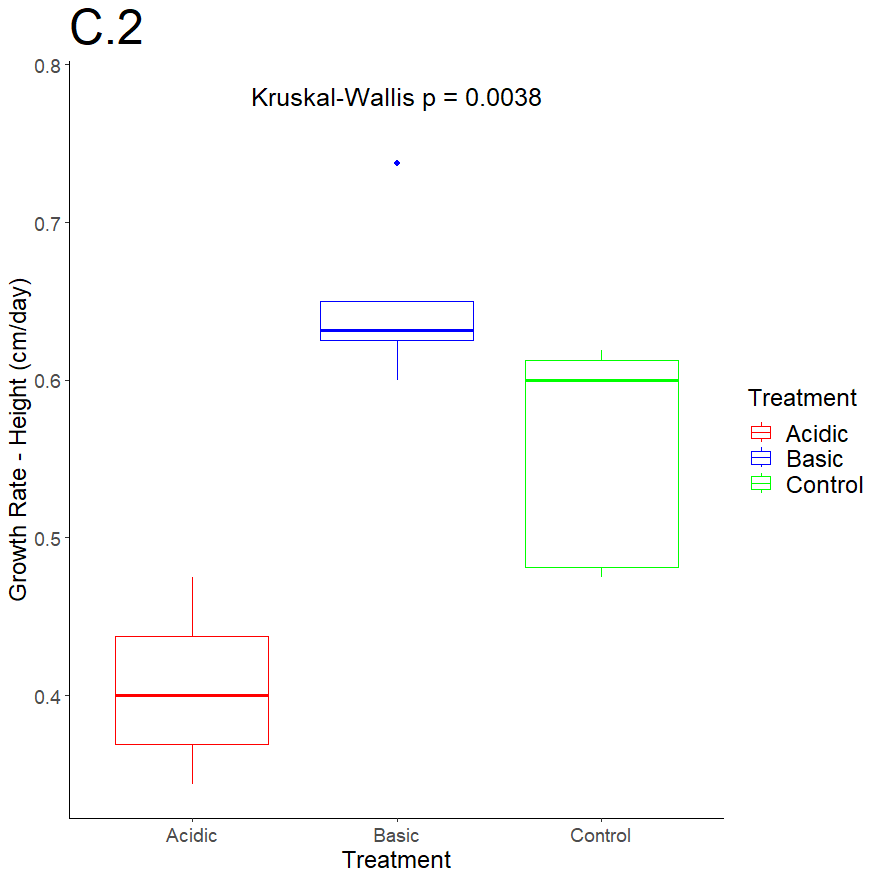 C.2
Kruskal-Wallis p = 0.0038
0.8
0.7
0.6
0.5
0.4
Growth Rate - Height (cm/day)
Acidic
Basic
Control
Treatment
Treatment
Acidic
Basic
Control